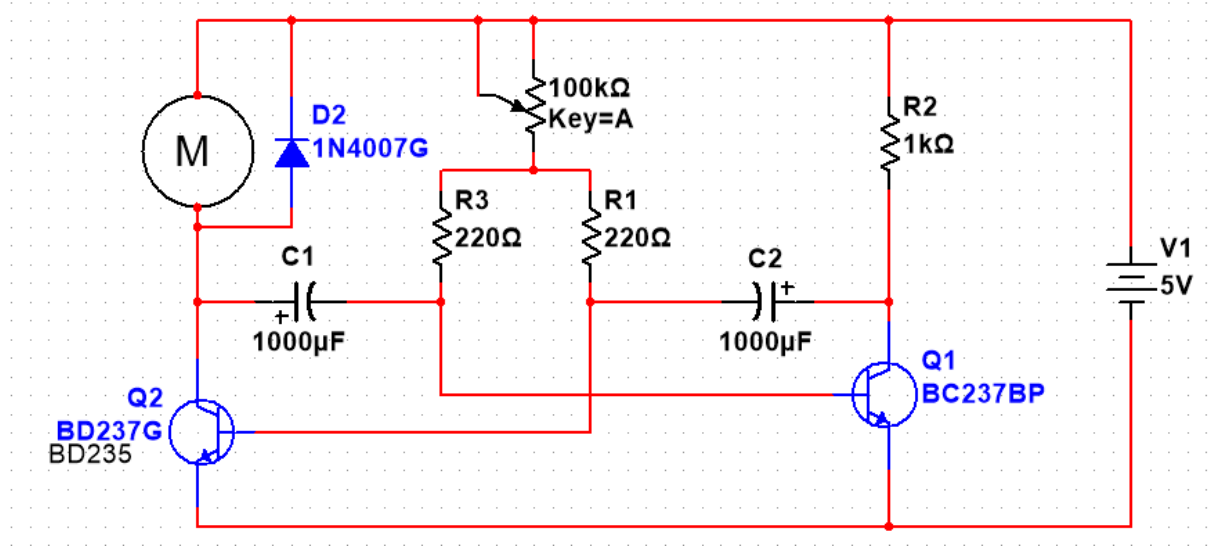 100kΩ
Key=A
D2
1N4007G
M
R2
1kΩ
R3
220Ω
R1
220Ω
C1
+
1000µF
C2
+
1000µF
V1
5V
Q2
BD237G
BD235
Q1
BC237BP